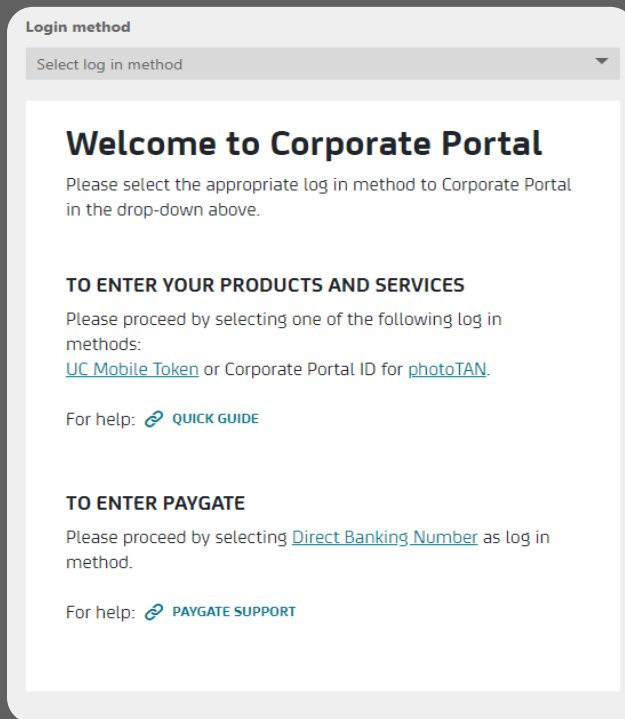 Login method
Select log in method
Welcome to Corporate Portal
Please select the appropriate log in method to Corporate Portal
in the drop-down above.
TO ENTER YOUR PRODUCTS AND SERVICES
Please proceed by selecting one of the following log in
methods:
UC Mobile Token or Corporate Portal ID for photoTAN.
For help: QUICK GUIDE
TO ENTER PAYGATE
Please proceed by selecting Direct Banking Number as log in
method.
For help: PAYGATE SUPPORT